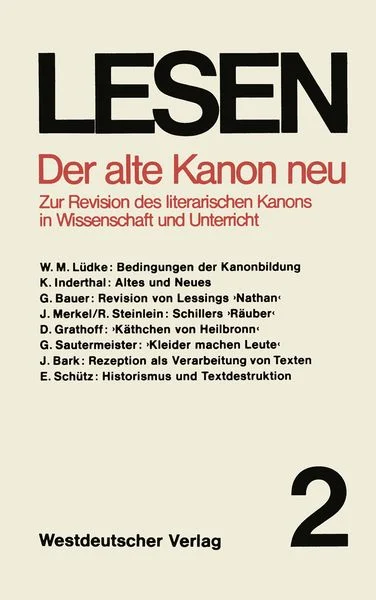 LESEN
Der alte Kanon neu
Zur Revision des literarischen Kanons
in Wissenschaft und Unterricht
W. M. Lüdke: Bedingungen der Kanonbildung
K. Inderthal: Altes und Neues
G. Bauer: Revision von Lessings ›Nathan‹
J. Merkel/R. Steinlein: Schillers ›Räuber‹
D. Grathoff: ›Käthchen von Heilbronn‹
G. Sautermeister: ›Kleider machen Leute‹
J. Bark: Rezeption als Verarbeitung von Texten
E. Schütz: Historismus und Textdestruktion
2
Westdeutscher Verlag